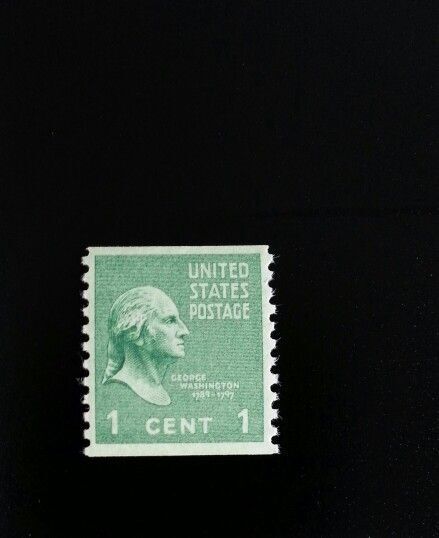 UNITED
STATES
POSTAGE
GEORGE
WASHINGTON
1789-1797
1 CENT 1